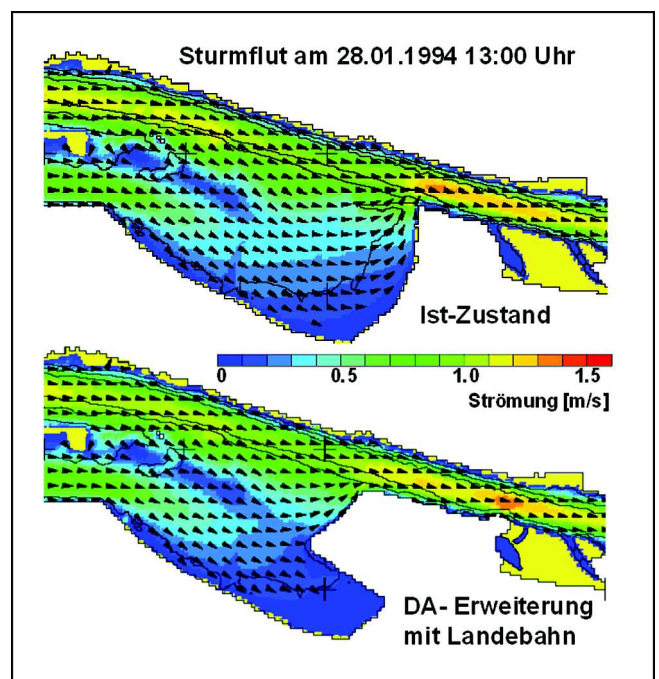 Sturmflut am 28.01.1994 13:00 Uhr
Ist-Zustand
0 0.5 1.0 1.5
Strömung [m/s]
DA- Erweiterung
mit Landebahn